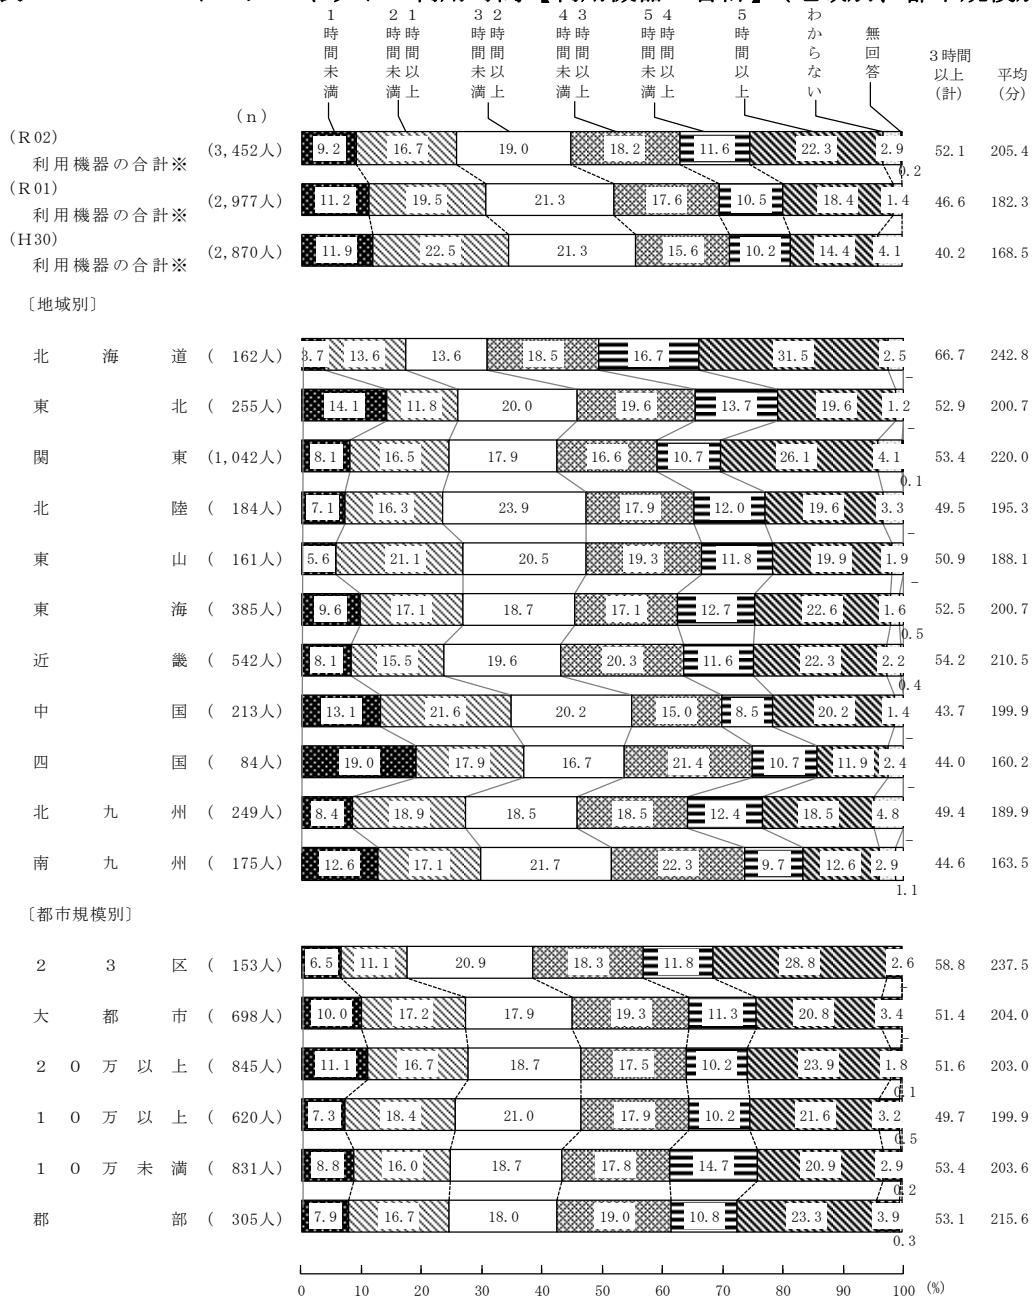 1時間未満
1時間以上2時間未満
2時間以上3時間未満
3時間以上4時間未満
4時間以上5時間未満
5時間以上
わからない
無回答
3時間以上(計)
平均(分)
(n)
(R02)
利用機器の合計※ (3,452人) 9.2 16.7 19.0 18.2 11.6 22.3 2.9 0.2 52.1 205.4
(R01)
利用機器の合計※ (2,977人) 11.2 19.5 21.3 17.6 10.5 18.4 1.4 46.6 182.3
(H30)
利用機器の合計※ (2,870人) 11.9 22.5 21.3 15.6 10.2 14.4 4.1 40.2 168.5
〔地域別〕
北海道 (162人) 3.7 13.6 13.6 18.5 16.7 31.5 2.5 - 66.7 242.8
東北 (255人) 14.1 11.8 20.0 19.6 13.7 19.6 1.2 - 52.9 200.7
関東 (1,042人) 8.1 16.5 17.9 16.6 10.7 26.1 4.1 0.1 53.4 220.0
北陸 (184人) 7.1 16.3 23.9 17.9 12.0 19.6 3.3 - 49.5 195.3
東山 (161人) 5.6 21.1 20.5 19.3 11.8 19.9 1.9 - 50.9 188.1
東海 (385人) 9.6 17.1 18.7 17.1 12.7 22.6 1.6 0.5 52.5 200.7
近畿 (542人) 8.1 15.5 19.6 20.3 11.6 22.3 2.2 0.4 54.2 210.5
中国 (213人) 13.1 21.6 20.2 15.0 8.5 20.2 1.4 - 43.7 199.9
四国 (84人) 19.0 17.9 16.7 21.4 10.7 11.9 2.4 - 44.0 160.2
北九州 (249人) 8.4 18.9 18.5 18.5 12.4 18.5 4.8 - 49.4 189.9
南九州 (175人) 12.6 17.1 21.7 22.3 9.7 12.6 2.9 1.1 44.6 163.5
〔都市規模別〕
23区 (153人) 6.5 11.1 20.9 18.3 11.8 28.8 2.6 - 58.8 237.5
大都市 (698人) 10.0 17.2 17.9 19.3 11.3 20.8 3.4 - 51.4 204.0
20万以上 (845人) 11.1 16.7 18.7 17.5 10.2 23.9 1.8 0.1 51.6 203.0
10万以上 (620人) 7.3 18.4 21.0 17.9 10.2 21.6 3.2 0.5 49.7 199.9
10万未満 (831人) 8.8 16.0 18.7 17.8 14.7 20.9 2.9 0.2 53.4 203.6
郡部 (305人) 7.9 16.7 18.0 19.0 10.8 23.3 3.9 0.3 53.1 215.6
0 10 20 30 40 50 60 70 80 90 100 (%)